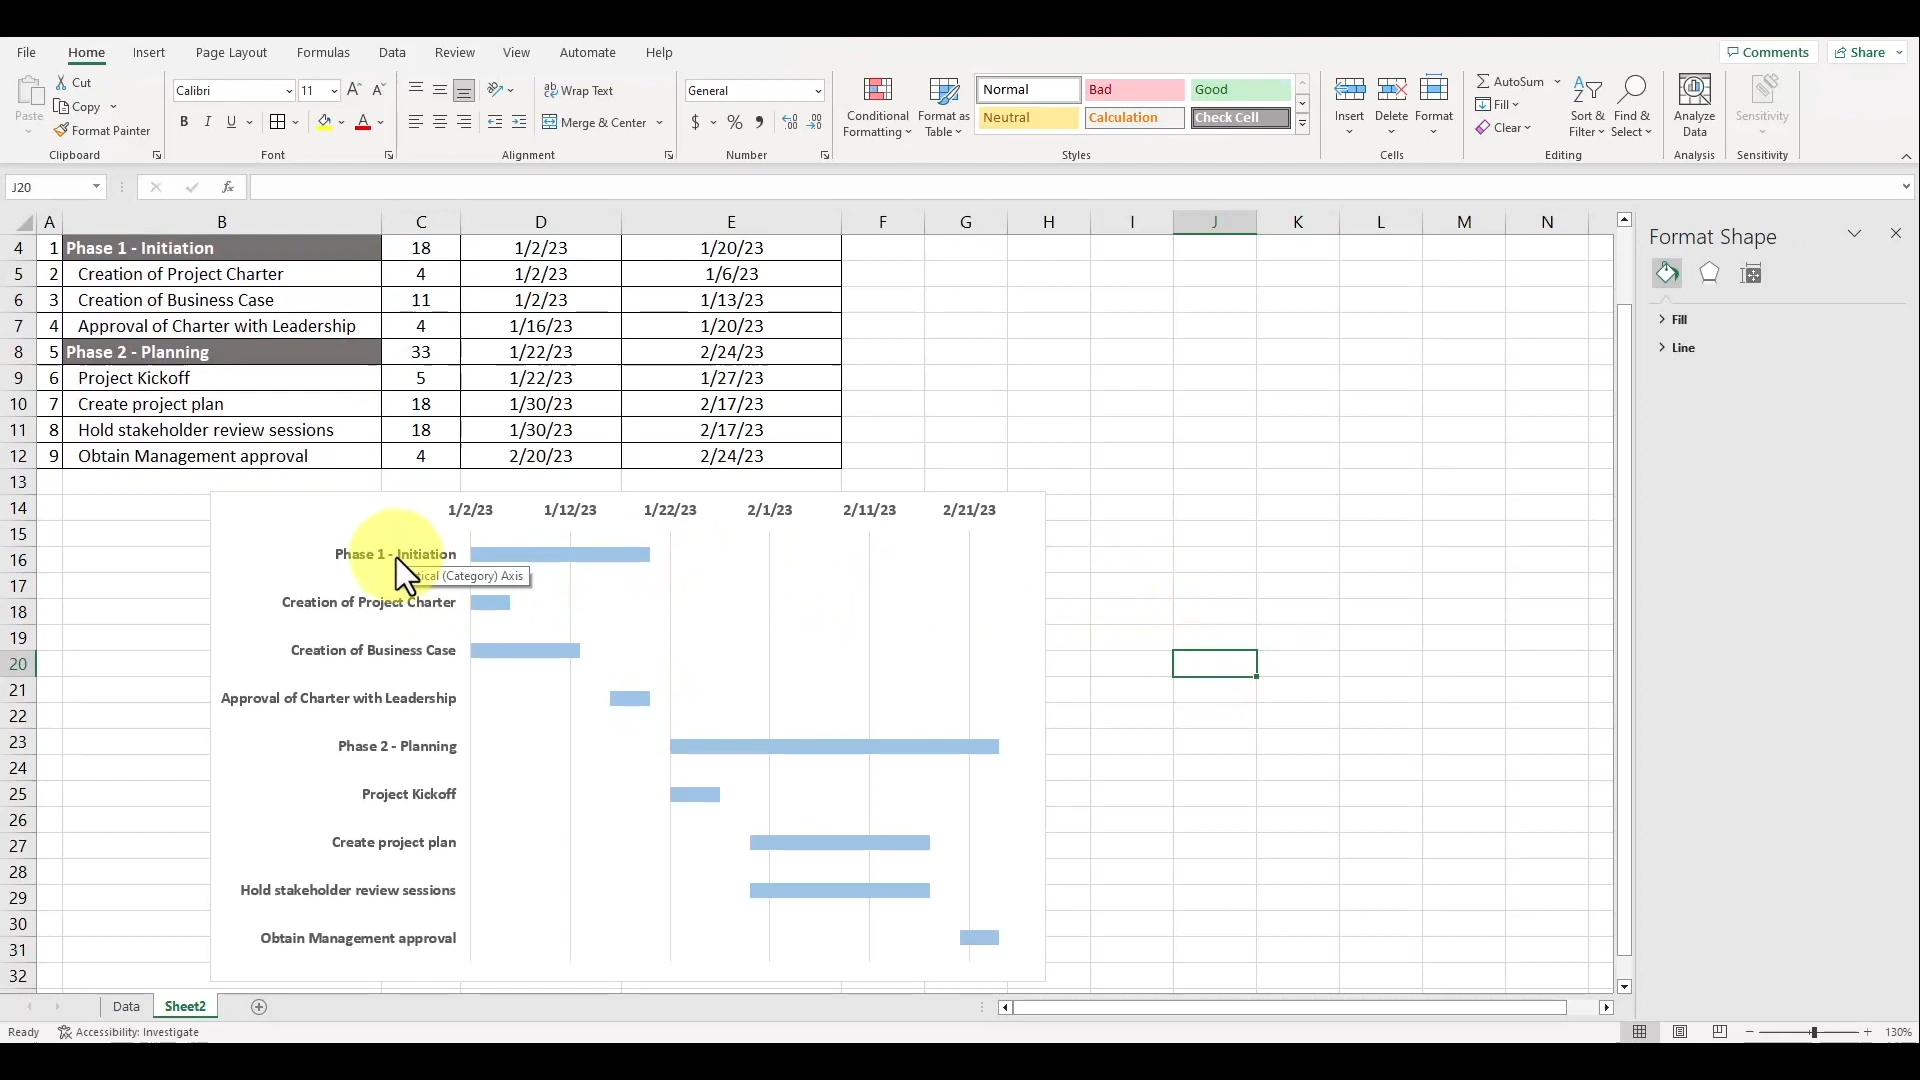 File Home Insert Page Layout Formulas Data Review View Automate Help Comments Share
Paste Cut Copy Format Painter Clipboard
Calibri 11 A A B I U A Font
Wrap Text Merge & Center Alignment
General $ % Number
Conditional Formatting Format as Table Normal Bad Good Neutral Calculation Check Cell Styles
Insert Delete Format Cells
AutoSum Fill Clear Sort & Filter Find & Select Editing
Analyze Data Analysis
Sensitivity Sensitivity
J20 fx
A B C D E F G H I J K L M N
4 1 Phase 1 - Initiation 18 1/2/23 1/20/23
5 2 Creation of Project Charter 4 1/2/23 1/6/23
6 3 Creation of Business Case 11 1/2/23 1/13/23
7 4 Approval of Charter with Leadership 4 1/16/23 1/20/23
8 5 Phase 2 - Planning 33 1/22/23 2/24/23
9 6 Project Kickoff 5 1/22/23 1/27/23
10 7 Create project plan 18 1/30/23 2/17/23
11 8 Hold stakeholder review sessions 18 1/30/23 2/17/23
12 9 Obtain Management approval 4 2/20/23 2/24/23
13
14
15
16
17
18
19
20
21
22
23
24
25
26
27
28
29
30
31
32
1/2/23 1/12/23 1/22/23 2/1/23 2/11/23 2/21/23
Phase 1 - Initiation
(Category) Axis
Creation of Project Charter
Creation of Business Case
Approval of Charter with Leadership
Phase 2 - Planning
Project Kickoff
Create project plan
Hold stakeholder review sessions
Obtain Management approval
Format Shape
Fill
Line
Data Sheet2
Ready Accessibility: Investigate 130%